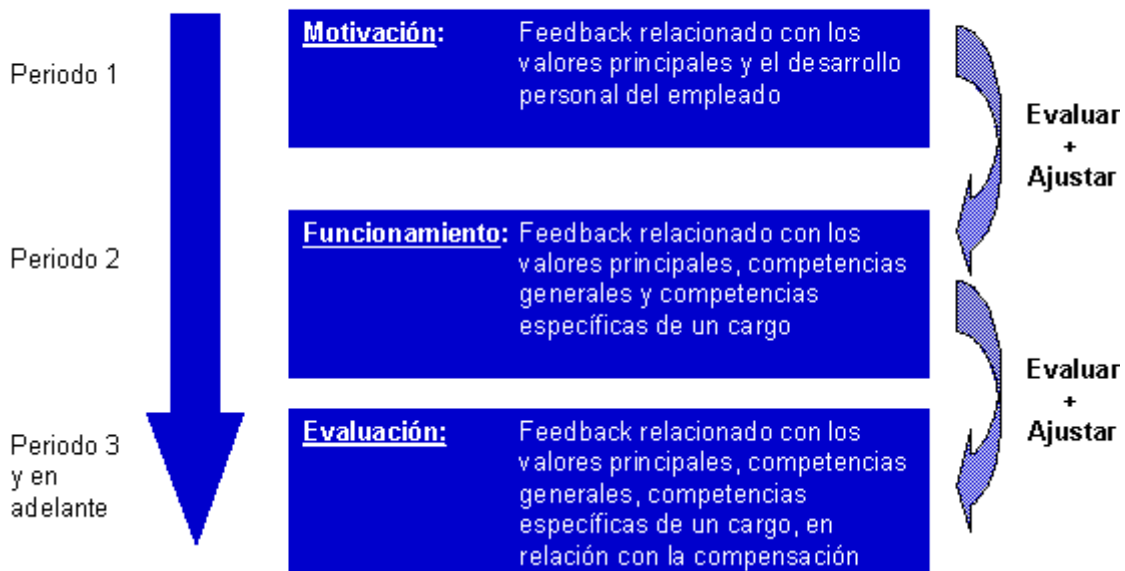 Periodo 1
Motivación: Feedback relacionado con los
valores principales y el desarrollo
personal del empleado
Evaluar
+
Ajustar
Periodo 2
Funcionamiento: Feedback relacionado con los
valores principales, competencias
generales y competencias
específicas de un cargo
Evaluar
+
Ajustar
Periodo 3
y en
adelante
Evaluación: Feedback relacionado con los
valores principales, competencias
generales, competencias
específicas de un cargo, en
relación con la compensación